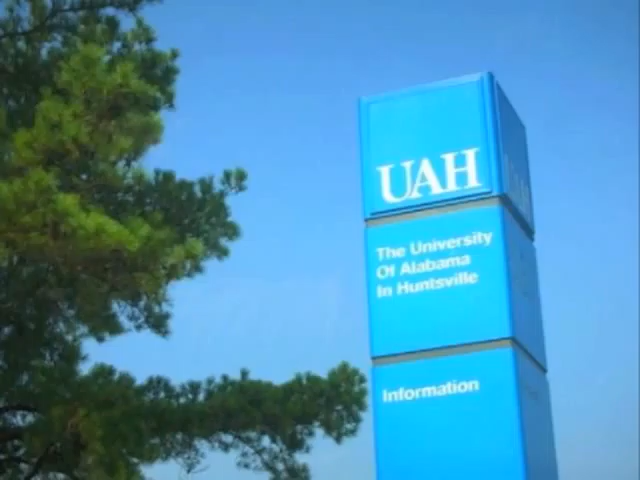 UAH
The University
Of Alabama
In Huntsville
Information